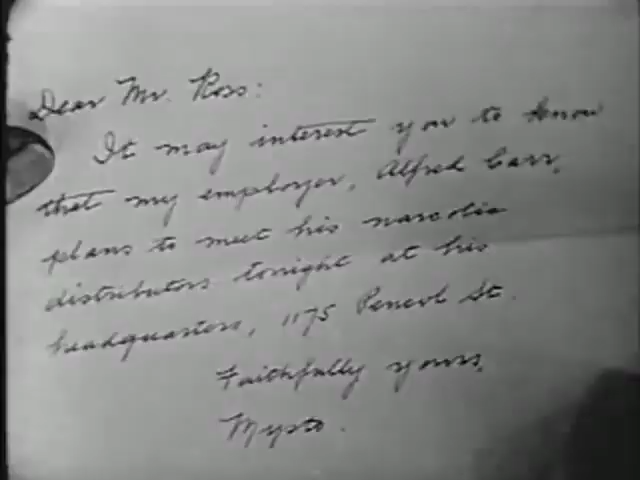 Dear Mr. Ross:
It may interest you to know
that my employer, Alfred Carr,
plans to meet his narcotic
distributors tonight at his
headquarters, 1175 St.
Faithfully yours,
Mysto.